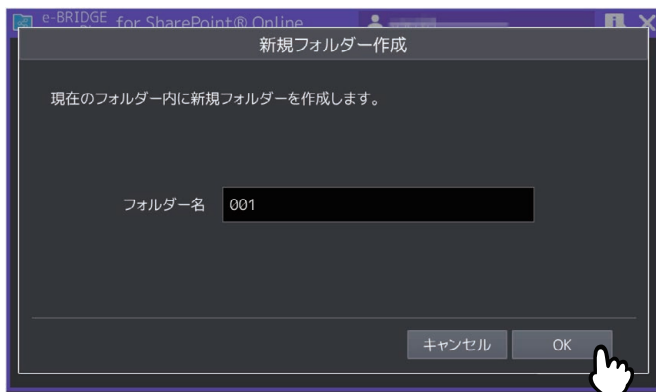 e-BRIDGE for SharePoint® Online
新規フォルダー作成
現在のフォルダー内に新規フォルダーを作成します。
フォルダー名 001
キャンセル OK